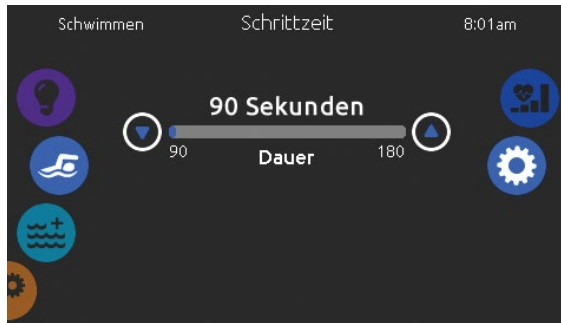 Schwimmen
Schrittzeit
8:01am
90 Sekunden
90
Dauer
180